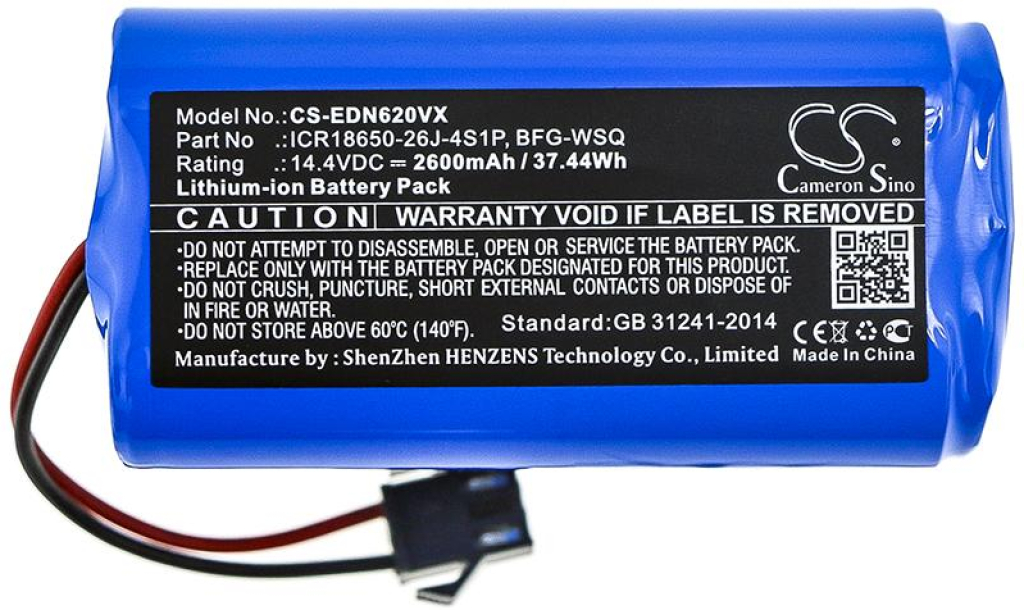 Model No.:CS-EDN620VX
Part No .:ICR18650-26J-4S1P, BFG-WSQ
Rating .:14.4VDC ⎓ 2600mAh / 37.44Wh
Lithium-ion Battery Pack
CS
Cameron Sino
CAUTION | WARRANTY VOID IF LABEL IS REMOVED
•DO NOT ATTEMPT TO DISASSEMBLE, OPEN OR SERVICE THE BATTERY PACK.
•REPLACE ONLY WITH THE BATTERY PACK DESIGNATED FOR THIS PRODUCT.
•DO NOT CRUSH, PUNCTURE, SHORT EXTERNAL CONTACTS OR DISPOSE OF
IN FIRE OR WATER.
•DO NOT STORE ABOVE 60°C (140°F).
Standard:GB 31241-2014
Manufacture by : ShenZhen HENZENS Technology Co., Limited
CE PCT
Made In China